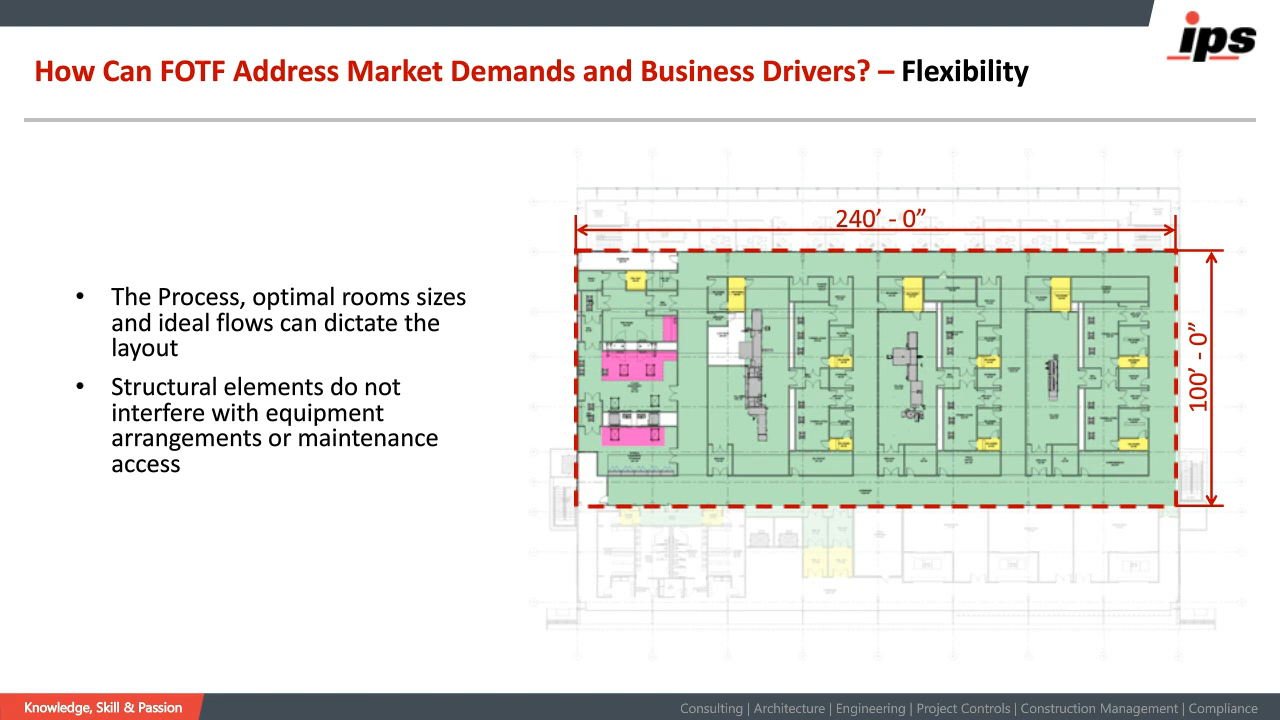 ips
How Can FOTF Address Market Demands and Business Drivers? – Flexibility
240’ - 0”
100’ - 0”
• The Process, optimal rooms sizes
and ideal flows can dictate the
layout
• Structural elements do not
interfere with equipment
arrangements or maintenance
access
Knowledge, Skill & Passion
Consulting | Architecture | Engineering | Project Controls | Construction Management | Compliance